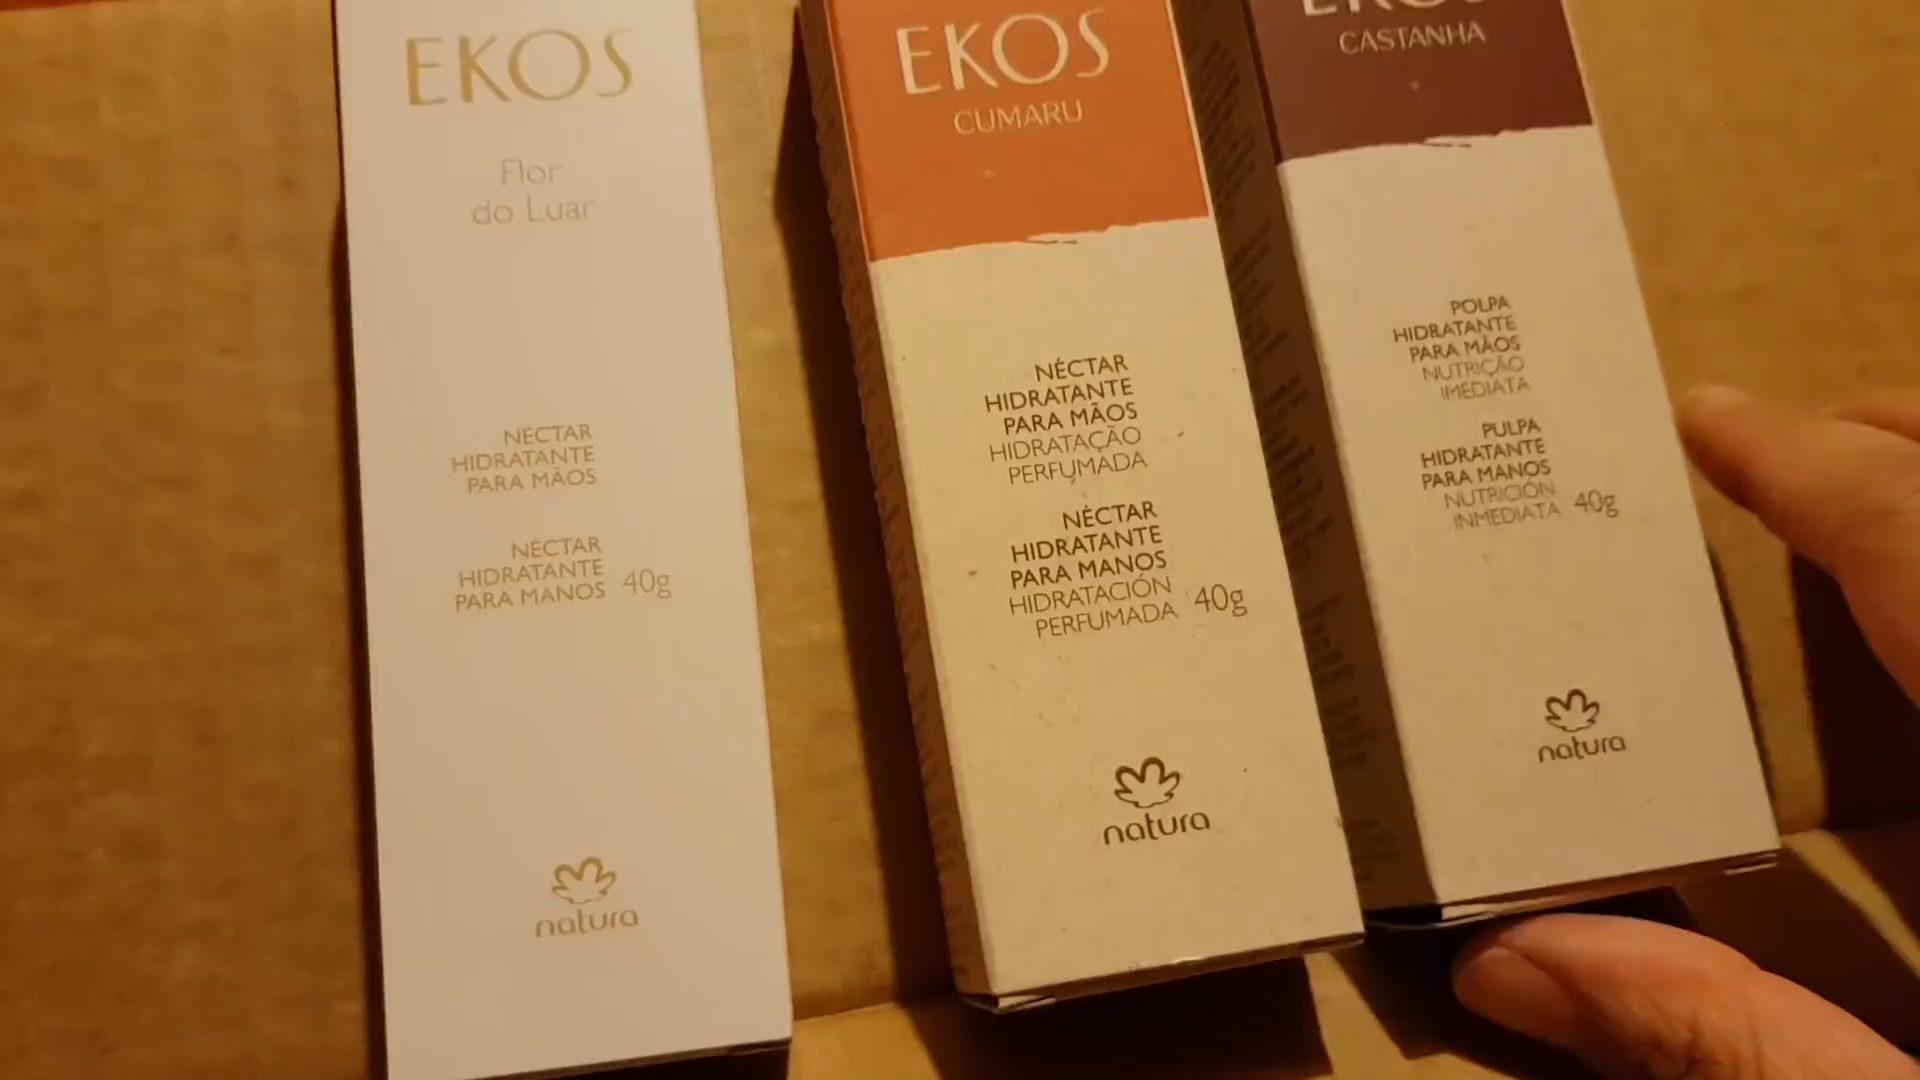 EKOS
Flor
do Luar
NÉCTAR
HIDRATANTE
PARA MÃOS
NÉCTAR
HIDRATANTE
PARA MANOS 40g
natura
EKOS
CUMARU
NÉCTAR
HIDRATANTE
PARA MÃOS
HIDRATAÇÃO
PERFUMADA
NÉCTAR
HIDRATANTE
PARA MANOS
HIDRATACIÓN
PERFUMADA 40g
natura
EKOS
CASTANHA
POLPA
HIDRATANTE
PARA MÃOS
NUTRIÇÃO
IMEDIATA
PULPA
HIDRATANTE
PARA MANOS
NUTRICIÓN
INMEDIATA 40g
natura